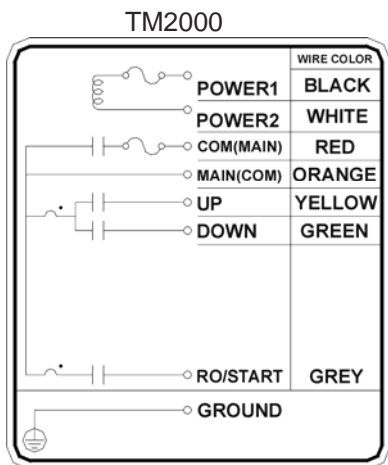 TM2000
WIRE COLOR
POWER1 BLACK
POWER2 WHITE
COM(MAIN) RED
MAIN(COM) ORANGE
UP YELLOW
DOWN GREEN
RO/START GREY
GROUND